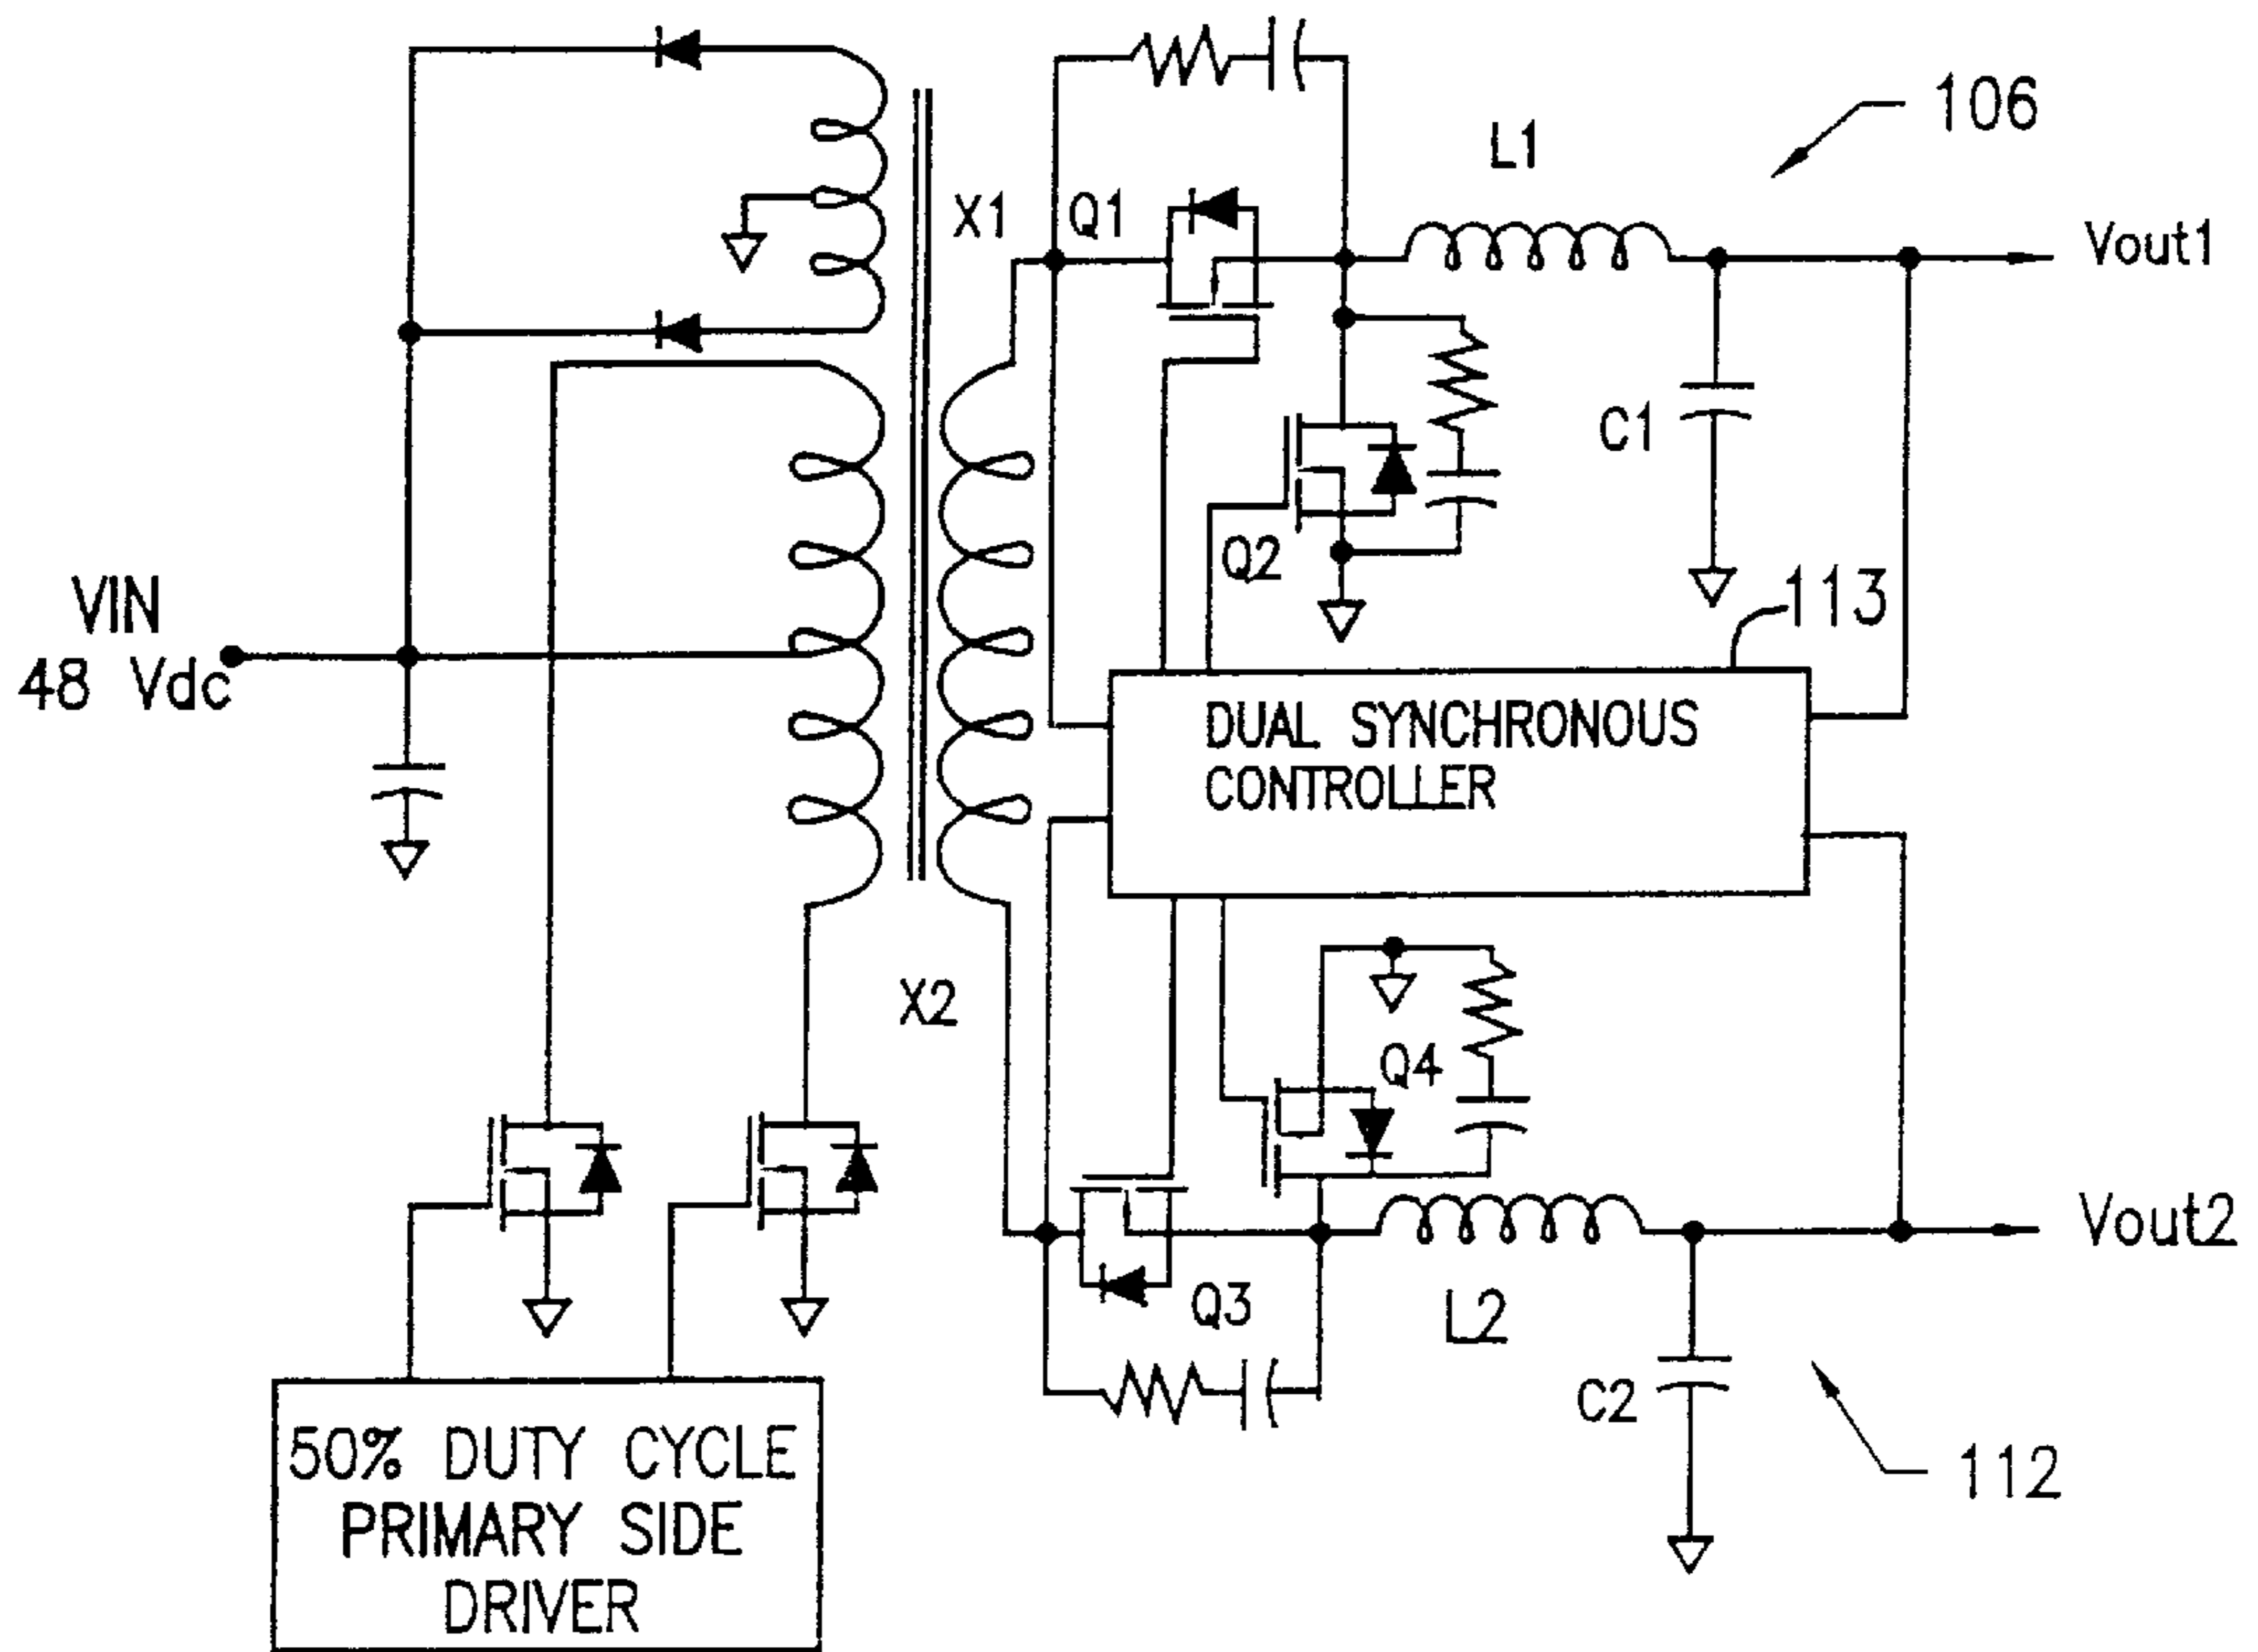 106
L1
X1
Q1
Vout1
C1
Q2
113
VIN
48 Vdc
DUAL SYNCHRONOUS
CONTROLLER
X2
Q4
Vout2
Q3
L2
C2
112
50% DUTY CYCLE
PRIMARY SIDE
DRIVER